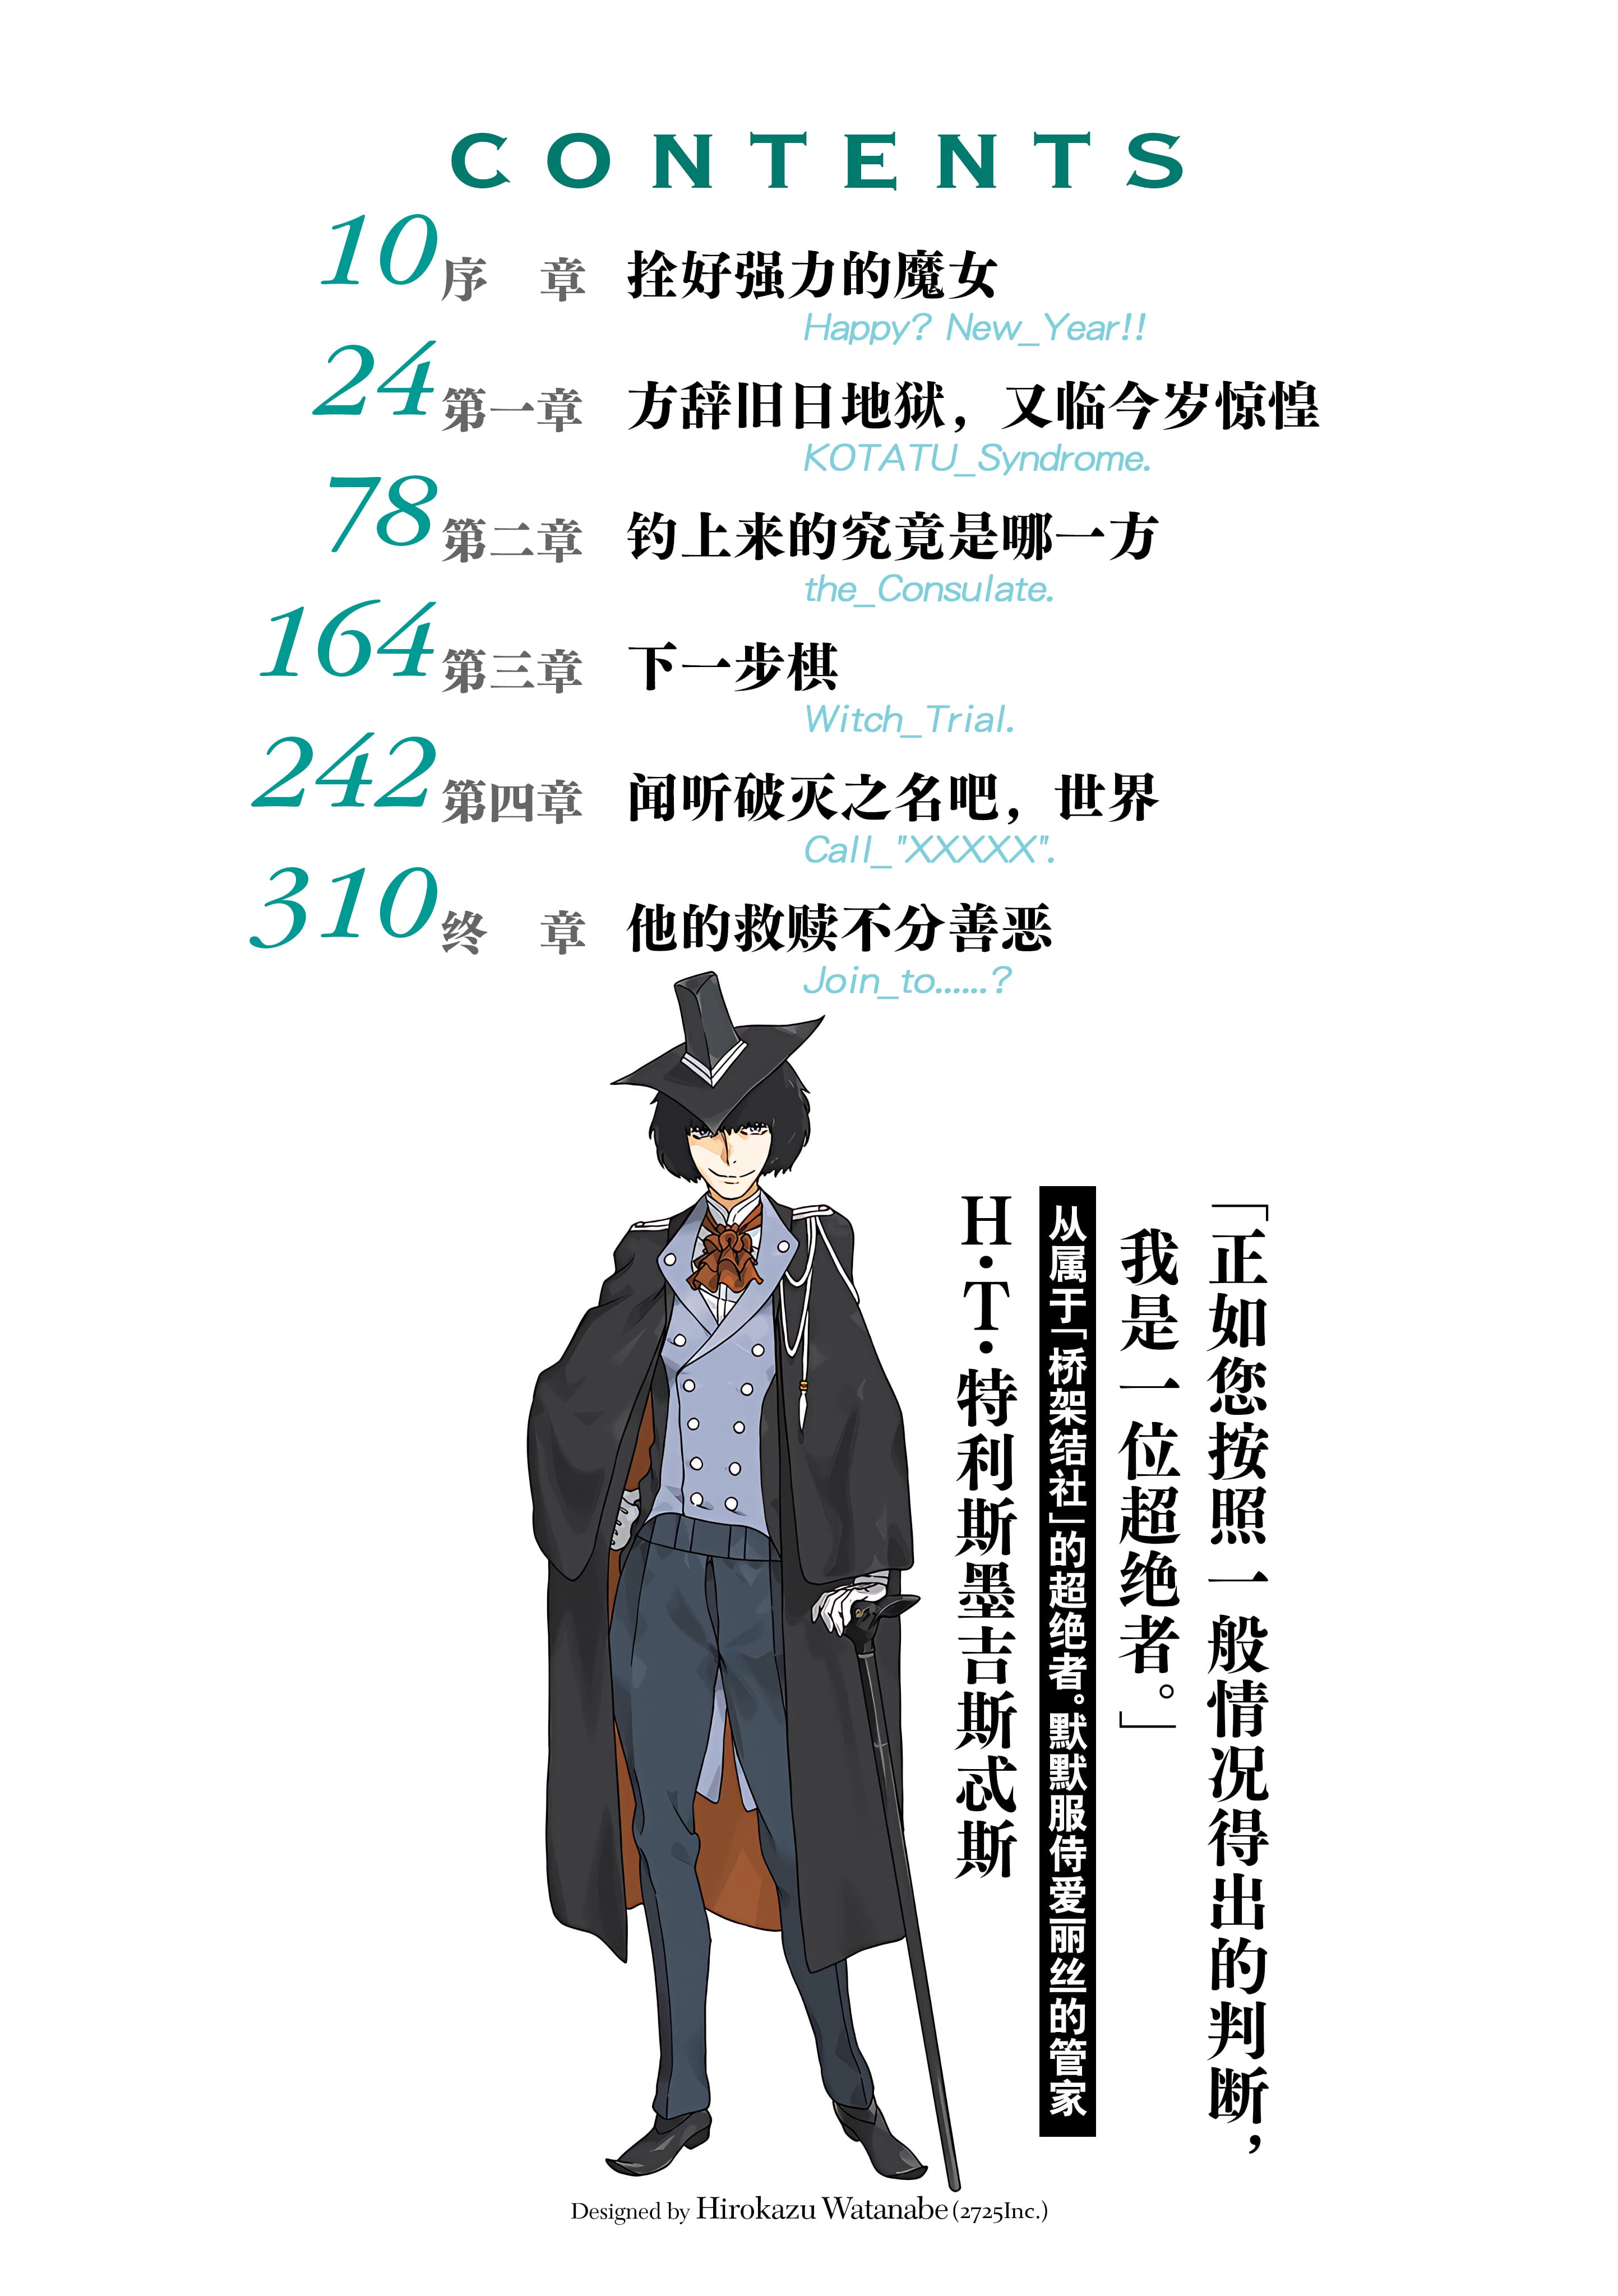 CONTENTS
10 序 章 拴好强力的魔女
Happy? New_Year!!
24 第一章 方辞旧日地狱，又临今岁惊惶
KOTATU_Syndrome.
78 第二章 钓上来的究竟是哪一方
the_Consulate.
164 第三章 下一步棋
Witch_Trial.
242 第四章 闻听破灭之名吧，世界
Call_"XXXXX".
310 终 章 他的救赎不分善恶
Join_to……?
「正如您按照一般情况得出的判断，
我是一位超绝者。」
从属于「桥架结社」的超绝者。默默服侍爱丽丝的管家
H·T·特利斯墨吉斯忒斯
Designed by Hirokazu Watanabe (2725Inc.)